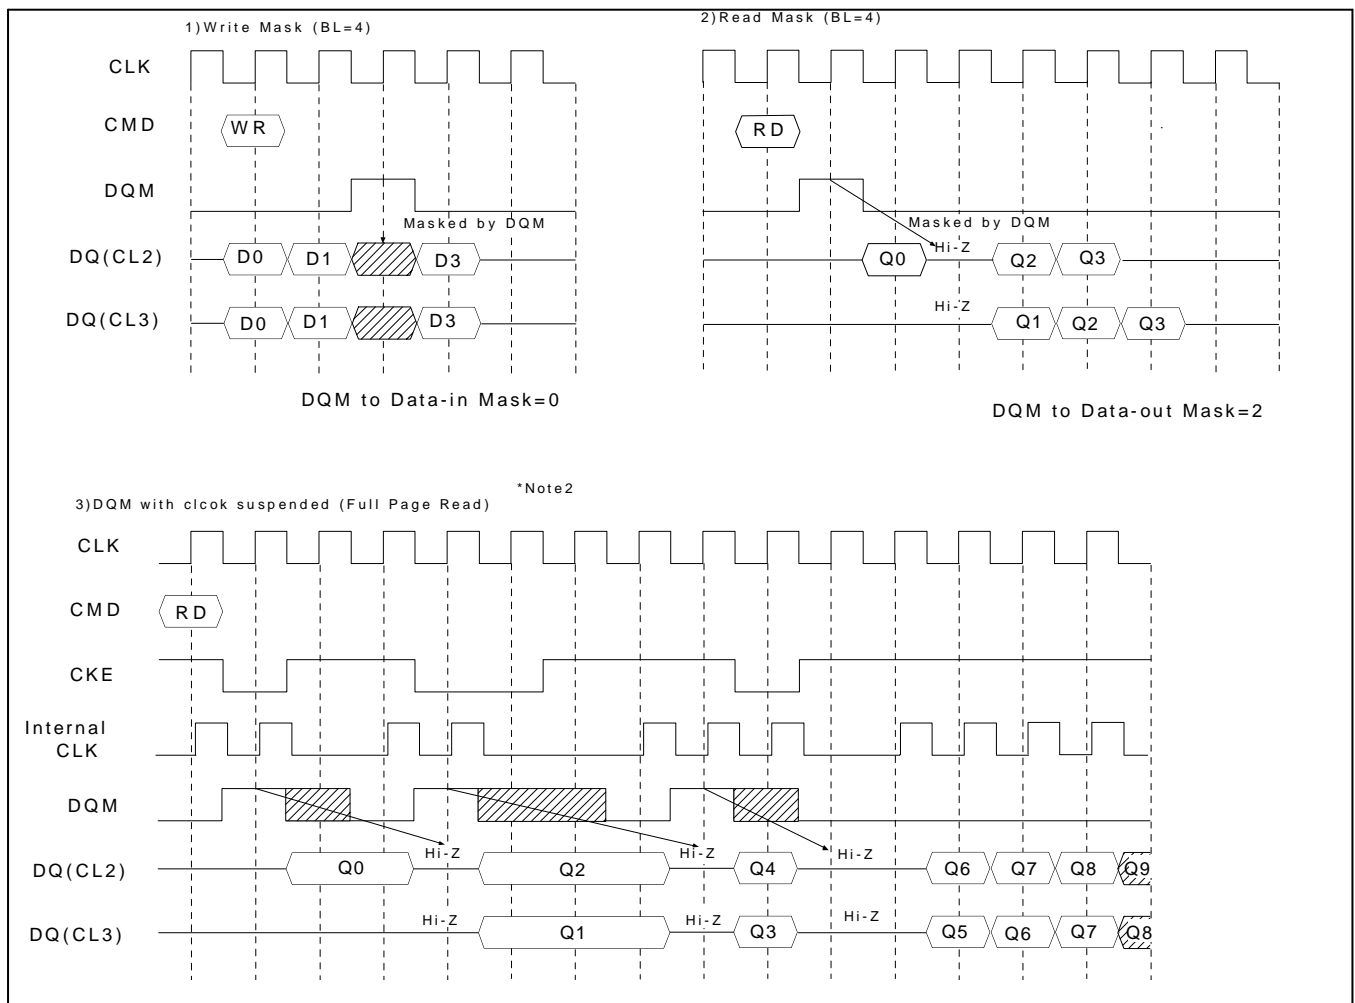 1)Write Mask (BL=4)
2)Read Mask (BL=4)
CLK
CMD
WR
RD
DQM
Masked by DQM
Masked by DQM
DQ(CL2)
D0 D1 D3
Q0 Hi-Z Q2 Q3
DQ(CL3)
D0 D1 D3
Hi-Z Q1 Q2 Q3
DQM to Data-in Mask=0
DQM to Data-out Mask=2
*Note2
3)DQM with clcok suspended (Full Page Read)
CLK
CMD
RD
CKE
Internal
CLK
DQM
Hi-Z Hi-Z Hi-Z
DQ(CL2)
Q0 Q2 Q4 Q6 Q7 Q8 Q9
Hi-Z Hi-Z Hi-Z
DQ(CL3)
Q1 Q3 Q5 Q6 Q7 Q8